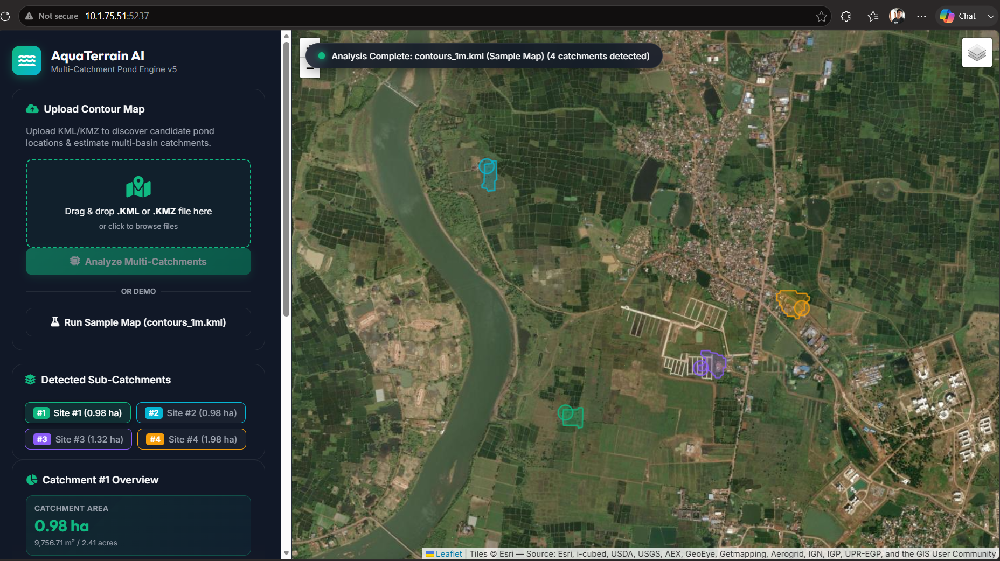 Not secure 10.1.75.51:5237
Chat
AquaTerrain AI
Multi-Catchment Pond Engine v5
Upload Contour Map
Upload KML/KMZ to discover candidate pond
locations & estimate multi-basin catchments.
Drag & drop .KML or .KMZ file here
or click to browse files
Analyze Multi-Catchments
OR DEMO
Run Sample Map (contours_1m.kml)
Detected Sub-Catchments
#1 Site #1 (0.98 ha)
#2 Site #2 (0.98 ha)
#3 Site #3 (1.32 ha)
#4 Site #4 (1.98 ha)
Catchment #1 Overview
CATCHMENT AREA
0.98 ha
9,756.71 m² / 2.41 acres
Analysis Complete: contours_1m.kml (Sample Map) (4 catchments detected)
Leaflet | Tiles © Esri — Source: Esri, i-cubed, USDA, USGS, AEX, GeoEye, Getmapping, Aerogrid, IGN, IGP, UPR-EGP, and the GIS User Community